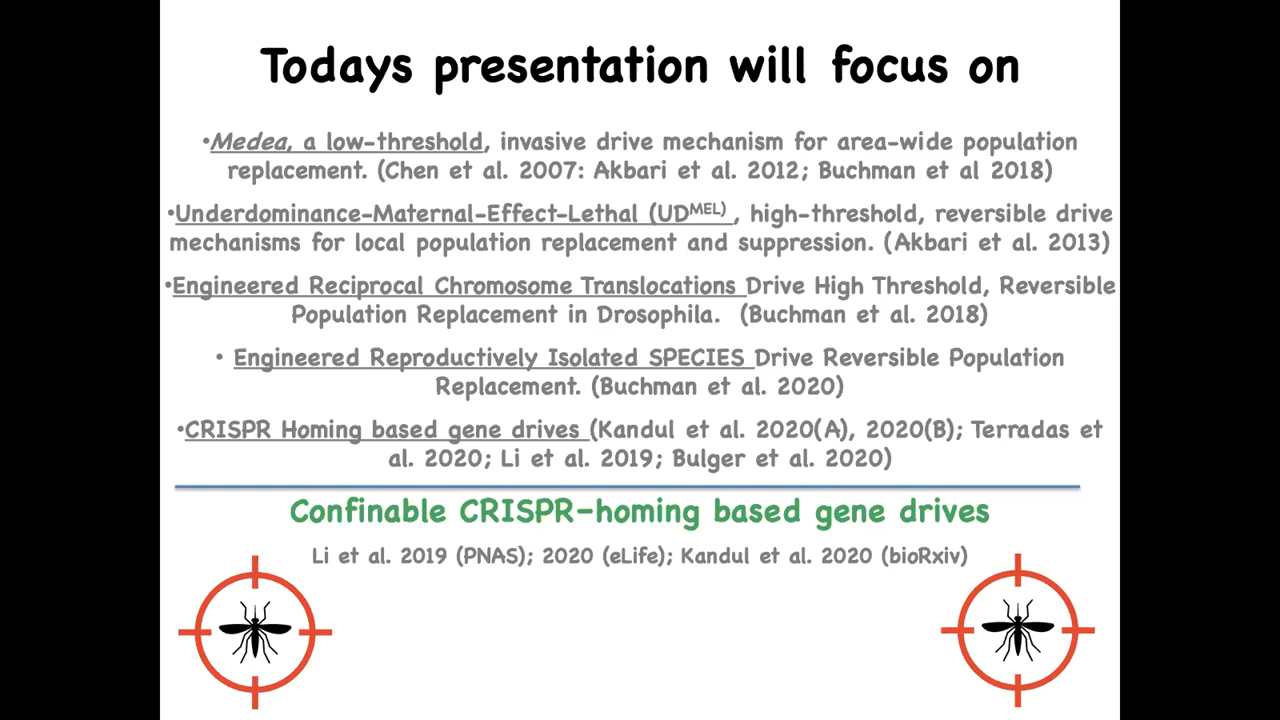 Todays presentation will focus on
•Medea, a low-threshold, invasive drive mechanism for area-wide population
replacement. (Chen et al. 2007: Akbari et al. 2012; Buchman et al 2018)
•Underdominance-Maternal-Effect-Lethal (UDᴹᴱᴸ) , high-threshold, reversible drive
mechanisms for local population replacement and suppression. (Akbari et al. 2013)
•Engineered Reciprocal Chromosome Translocations Drive High Threshold, Reversible
Population Replacement in Drosophila. (Buchman et al. 2018)
• Engineered Reproductively Isolated SPECIES Drive Reversible Population
Replacement. (Buchman et al. 2020)
•CRISPR Homing based gene drives (Kandul et al. 2020(A), 2020(B); Terradas et
al. 2020; Li et al. 2019; Bulger et al. 2020)
Confinable CRISPR-homing based gene drives
Li et al. 2019 (PNAS); 2020 (eLife); Kandul et al. 2020 (bioRxiv)